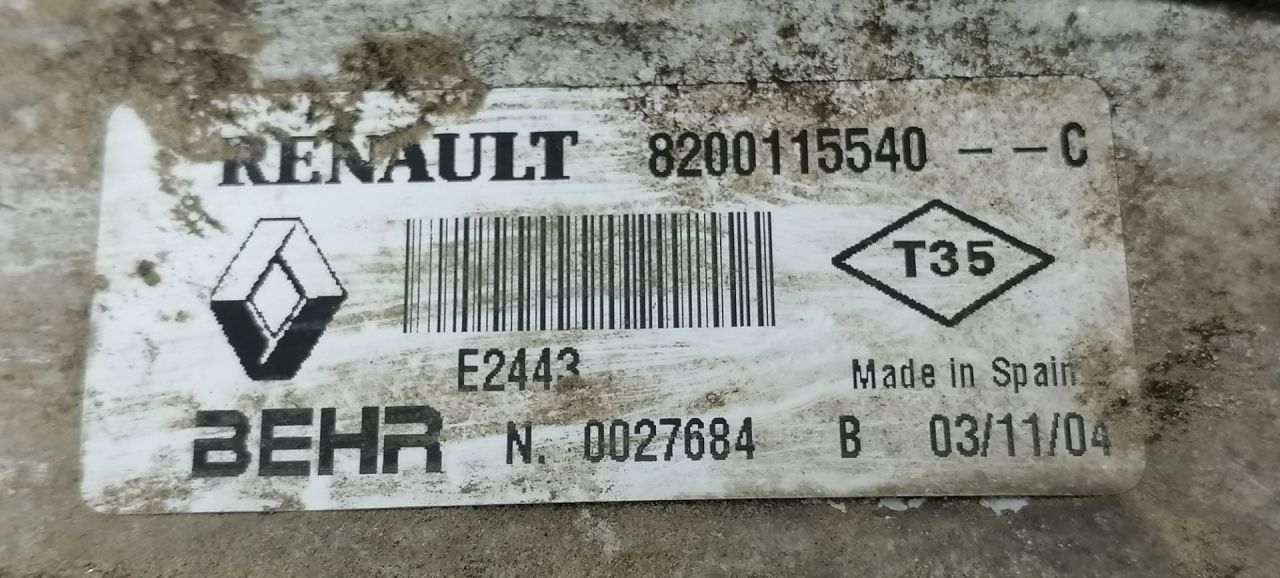 RENAULT 8200115540 -- C
T35
E2443
Made in Spain
BEHR N. 0027684 B 03/11/04